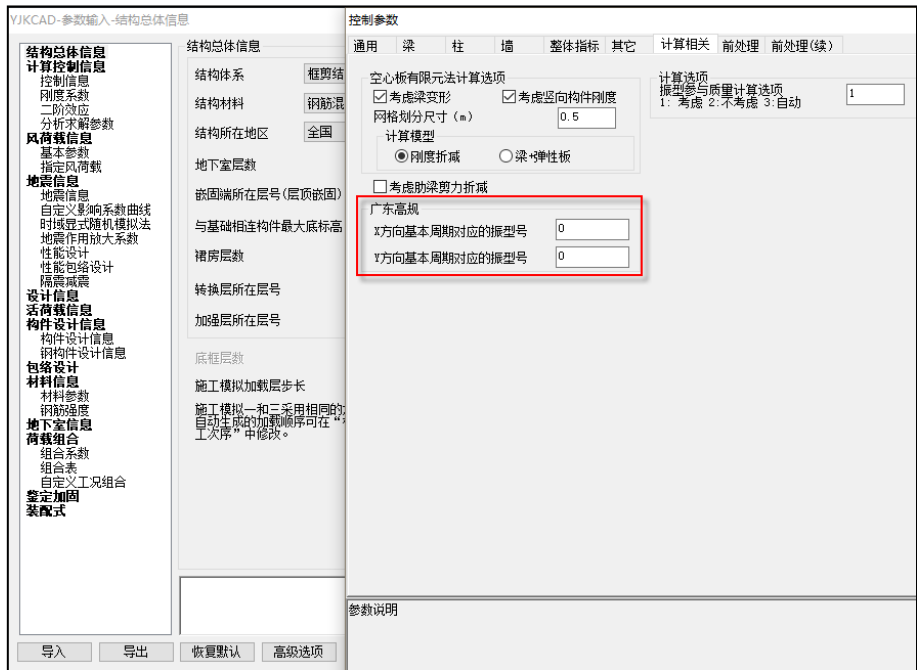 YJKCAD-参数输入-结构总体信息
结构总体信息
计算控制信息
控制信息
刚度系数
二阶效应
分析求解参数
风荷载信息
基本参数
指定风荷载
地震信息
地震信息
自定义影响系数曲线
时域显式随机模拟法
地震作用放大系数
性能设计
性能包络设计
隔震减震
设计信息
活荷载信息
构件设计信息
构件设计信息
钢构件设计信息
包络设计
材料信息
材料参数
钢筋强度
地下室信息
荷载组合
组合系数
组合表
自定义工况组合
鉴定加固
装配式
结构总体信息
结构体系 框剪结
结构材料 钢筋混
结构所在地区 全国
地下室层数
嵌固端所在层号(层顶嵌固)
与基础相连构件最大底标高
裙房层数
转换层所在层号
加强层所在层号
底框层数
施工模拟加载层步长
施工模拟一和三采用相同的
自动生成的加载顺序可在“
工次序”中修改。
导入 导出 恢复默认 高级选项
控制参数
通用 梁 柱 墙 整体指标 其它 计算相关 前处理 前处理(续)
空心板有限元法计算选项
考虑梁变形 考虑竖向构件刚度
网格划分尺寸(m) 0.5
计算模型
刚度折减 梁+弹性板
考虑肋梁剪力折减
广东高规
X方向基本周期对应的振型号 0
Y方向基本周期对应的振型号 0
计算选项
振型参与质量计算选项
1: 考虑 2:不考虑 3:自动 1
参数说明